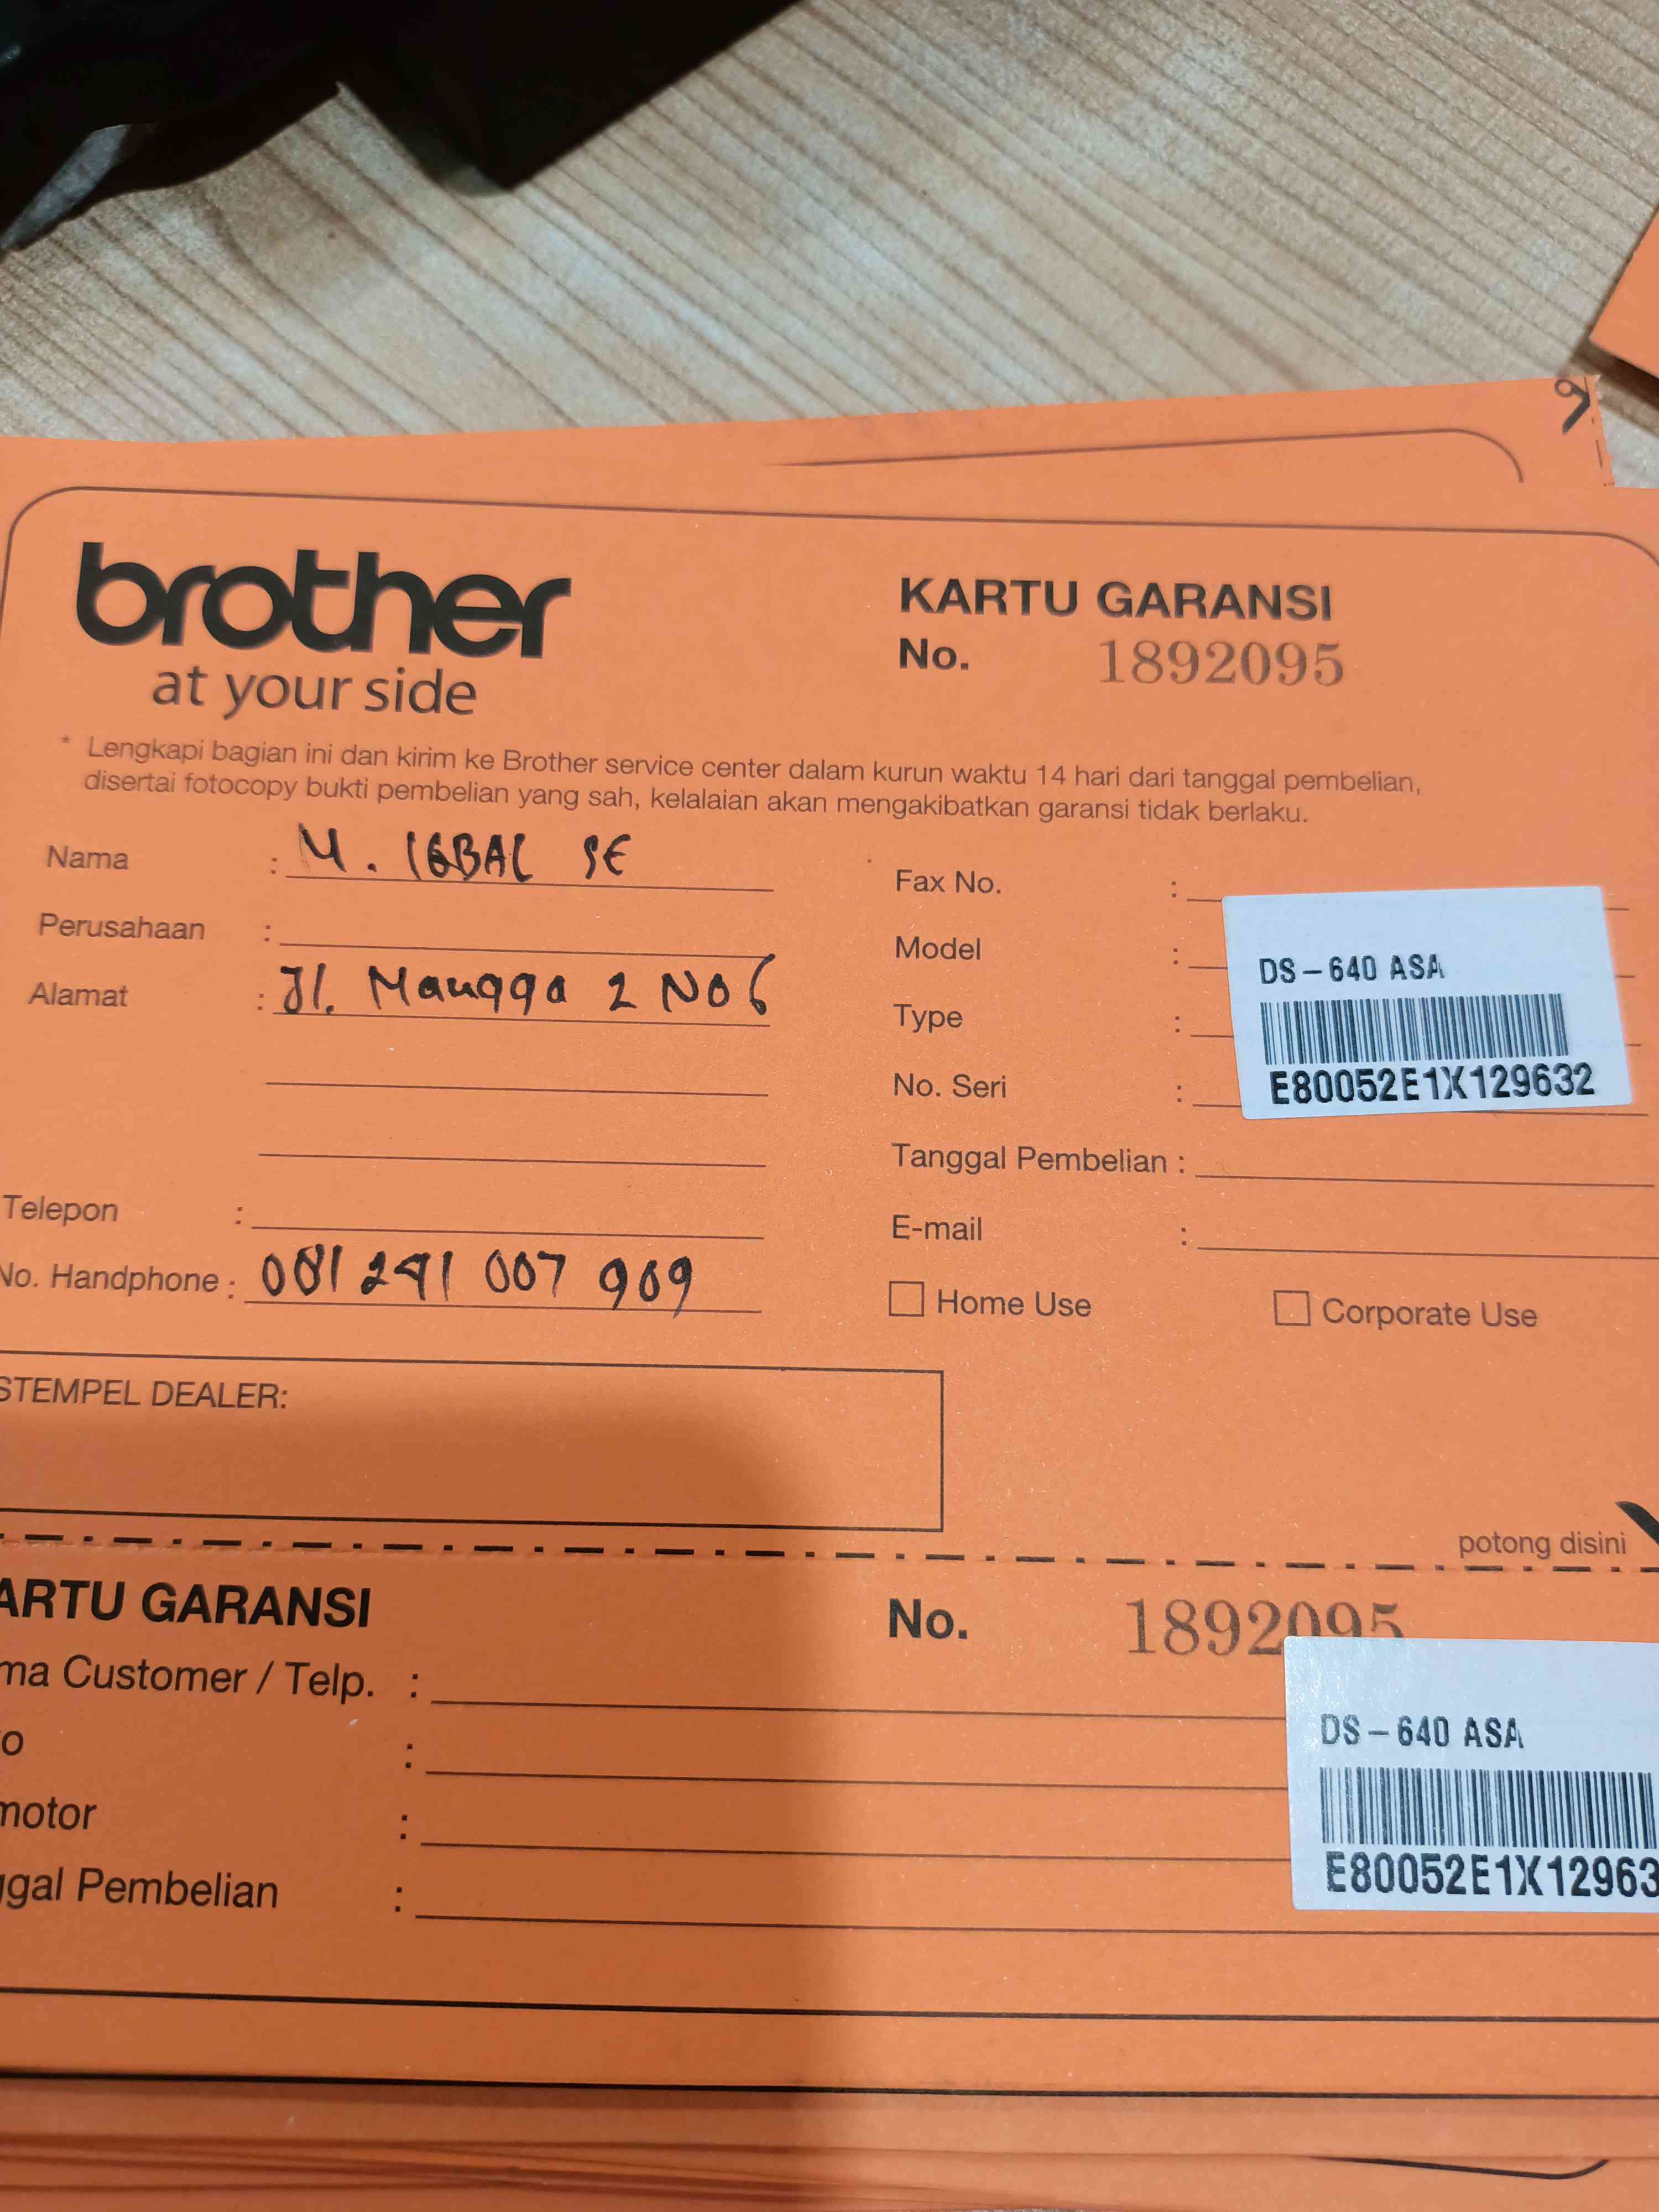 brother
at your side
KARTU GARANSI
No. 1892095
* Lengkapi bagian ini dan kirim ke Brother service center dalam kurun waktu 14 hari dari tanggal pembelian,
disertai fotocopy bukti pembelian yang sah, kelalaian akan mengakibatkan garansi tidak berlaku.
Nama : M. IQBAL SE
Perusahaan :
Alamat : Jl. Mangga 2 No 6
Telepon :
No. Handphone : 081 291 007 909
Fax No. :
Model :
Type :
No. Seri :
DS-640 ASA
E80052E1X129632
Tanggal Pembelian :
E-mail :
Home Use
Corporate Use
STEMPEL DEALER:
potong disini
ARTU GARANSI
No. 1892095
ma Customer / Telp. :
o :
motor :
ggal Pembelian :
DS-640 ASA
E80052E1X12963